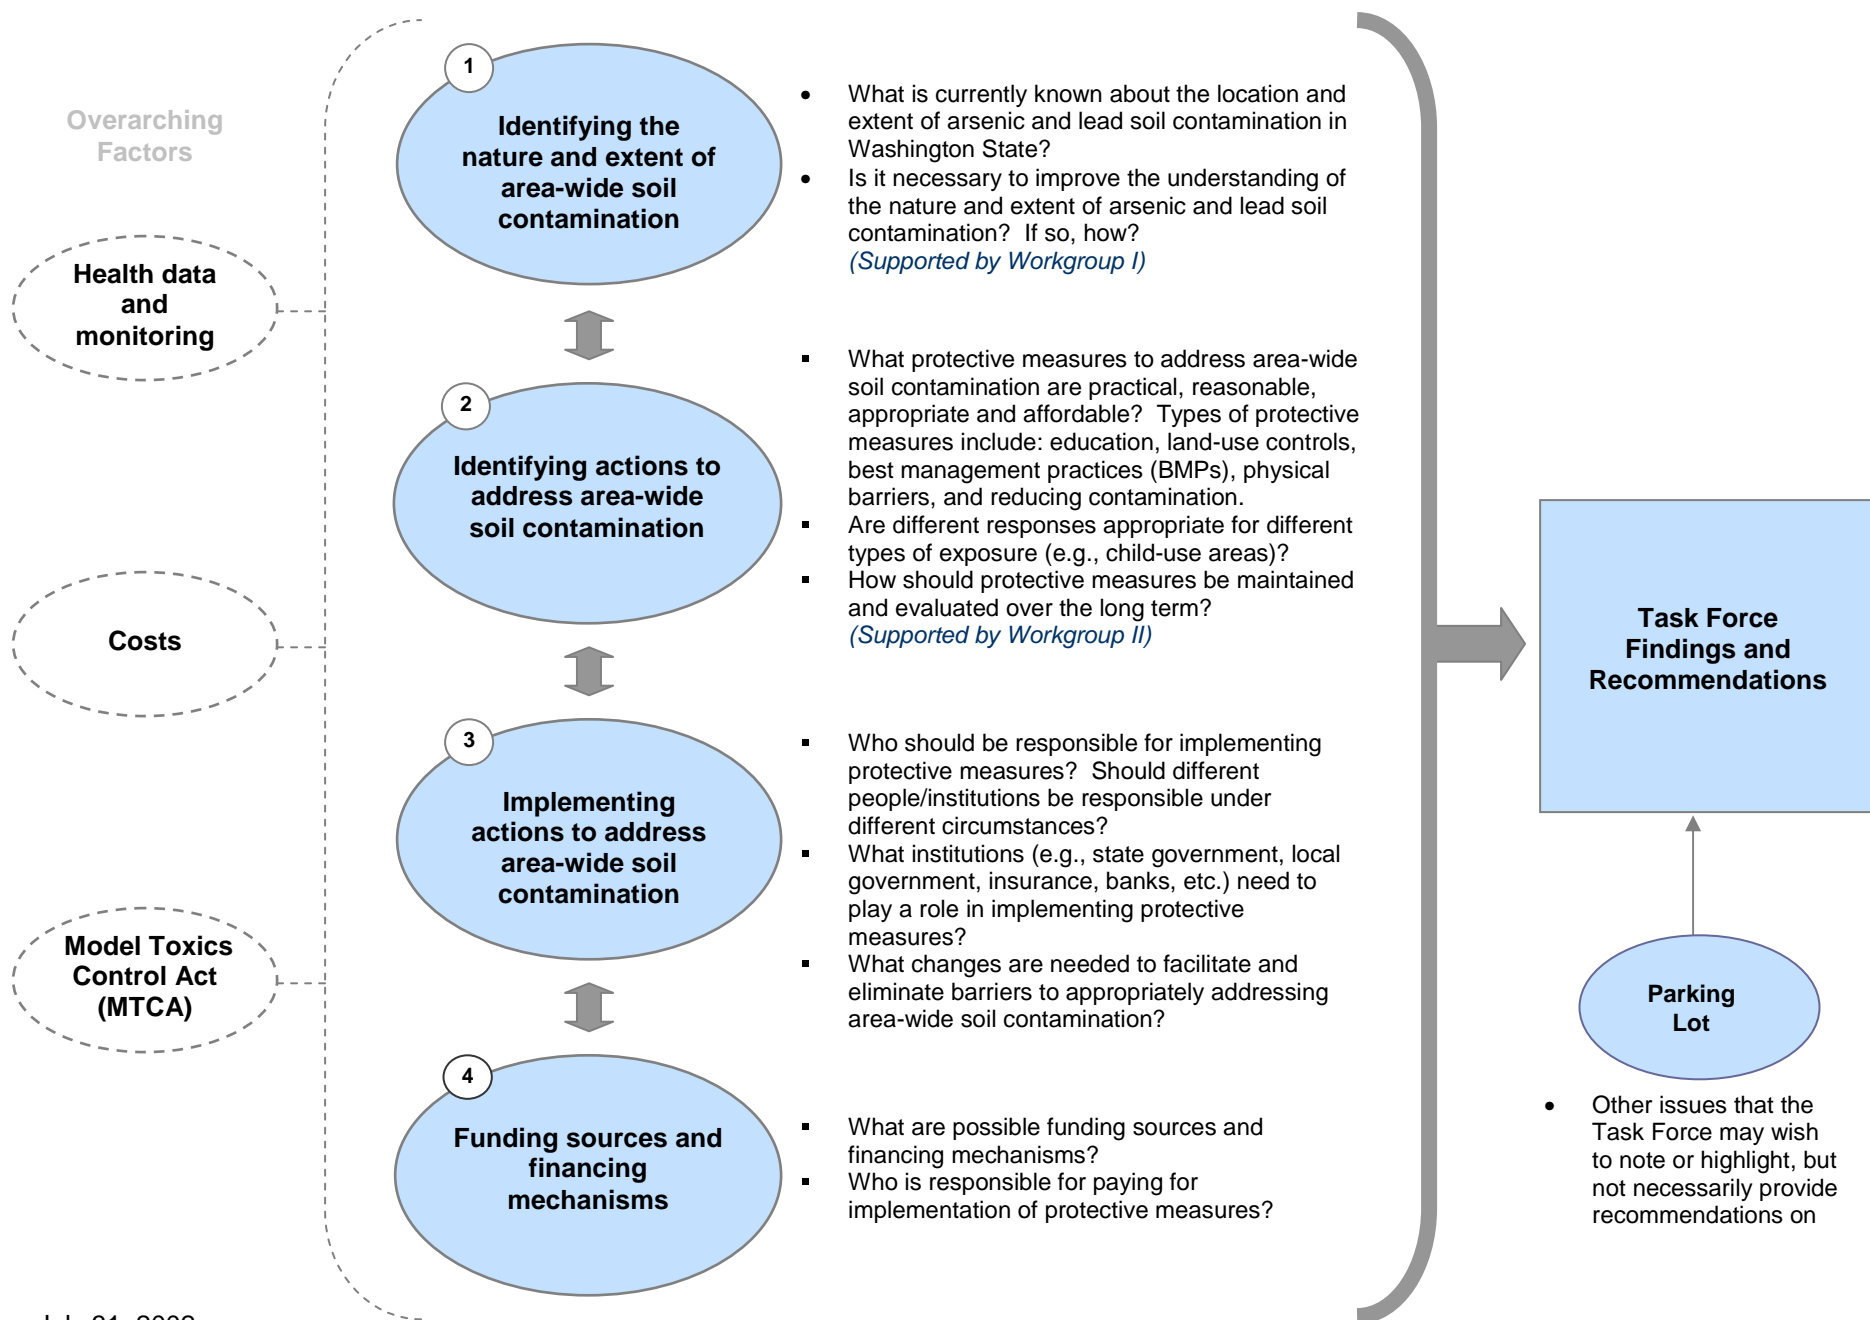 Overarching
Factors
Health data
and
monitoring
Costs
Model Toxics
Control Act
(MTCA)
1
Identifying the
nature and extent of
area-wide soil
contamination
• What is currently known about the location and
extent of arsenic and lead soil contamination in
Washington State?
• Is it necessary to improve the understanding of
the nature and extent of arsenic and lead soil
contamination? If so, how?
(Supported by Workgroup I)
2
Identifying actions to
address area-wide
soil contamination
▪ What protective measures to address area-wide
soil contamination are practical, reasonable,
appropriate and affordable? Types of protective
measures include: education, land-use controls,
best management practices (BMPs), physical
barriers, and reducing contamination.
▪ Are different responses appropriate for different
types of exposure (e.g., child-use areas)?
▪ How should protective measures be maintained
and evaluated over the long term?
(Supported by Workgroup II)
3
Implementing
actions to address
area-wide soil
contamination
▪ Who should be responsible for implementing
protective measures? Should different
people/institutions be responsible under
different circumstances?
▪ What institutions (e.g., state government, local
government, insurance, banks, etc.) need to
play a role in implementing protective
measures?
▪ What changes are needed to facilitate and
eliminate barriers to appropriately addressing
area-wide soil contamination?
4
Funding sources and
financing
mechanisms
▪ What are possible funding sources and
financing mechanisms?
▪ Who is responsible for paying for
implementation of protective measures?
Task Force
Findings and
Recommendations
Parking
Lot
• Other issues that the
Task Force may wish
to note or highlight, but
not necessarily provide
recommendations on